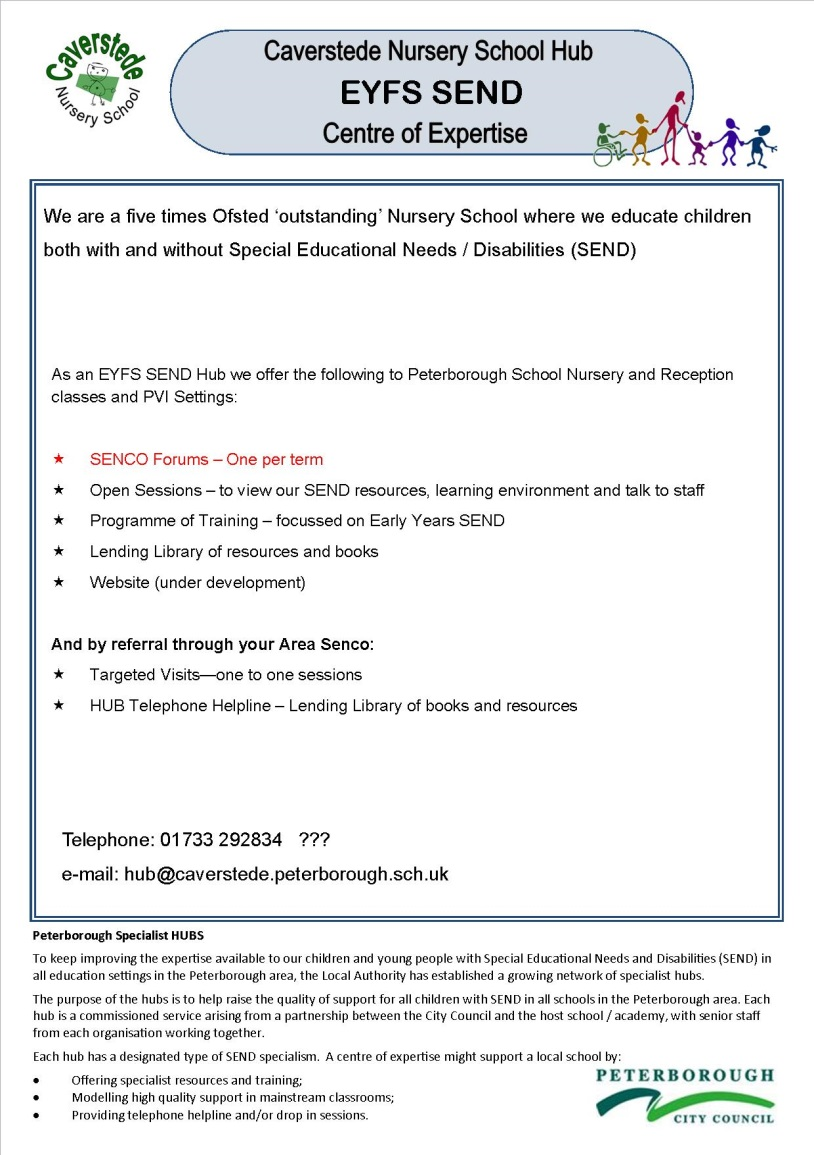 Caverstede
Nursery School
Caverstede Nursery School Hub
EYFS SEND
Centre of Expertise
We are a five times Ofsted ‘outstanding’ Nursery School where we educate children
both with and without Special Educational Needs / Disabilities (SEND)
As an EYFS SEND Hub we offer the following to Peterborough School Nursery and Reception
classes and PVI Settings:
★ SENCO Forums – One per term
★ Open Sessions – to view our SEND resources, learning environment and talk to staff
★ Programme of Training – focussed on Early Years SEND
★ Lending Library of resources and books
★ Website (under development)
And by referral through your Area Senco:
★ Targeted Visits—one to one sessions
★ HUB Telephone Helpline – Lending Library of books and resources
Telephone: 01733 292834 ???
e-mail: hub@caverstede.peterborough.sch.uk
Peterborough Specialist HUBS
To keep improving the expertise available to our children and young people with Special Educational Needs and Disabilities (SEND) in
all education settings in the Peterborough area, the Local Authority has established a growing network of specialist hubs.
The purpose of the hubs is to help raise the quality of support for all children with SEND in all schools in the Peterborough area. Each
hub is a commissioned service arising from a partnership between the City Council and the host school / academy, with senior staff
from each organisation working together.
Each hub has a designated type of SEND specialism. A centre of expertise might support a local school by:
• Offering specialist resources and training;
• Modelling high quality support in mainstream classrooms;
• Providing telephone helpline and/or drop in sessions.
PETERBOROUGH
CITY COUNCIL